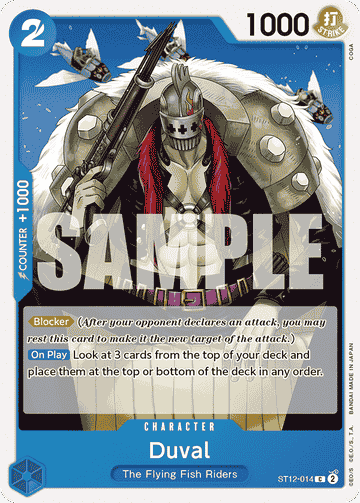 2
1000
打
STRIKE
COGA
COUNTER +1000
SAMPLE
Blocker (After your opponent declares an attack, you may
rest this card to make it the new target of the attack.)
On Play Look at 3 cards from the top of your deck and
place them at the top or bottom of the deck in any order.
CHARACTER
Duval
The Flying Fish Riders
ST12-014 C 2
©E.O./S. ©E.O./S., T.A. BANDAI MADE IN JAPAN